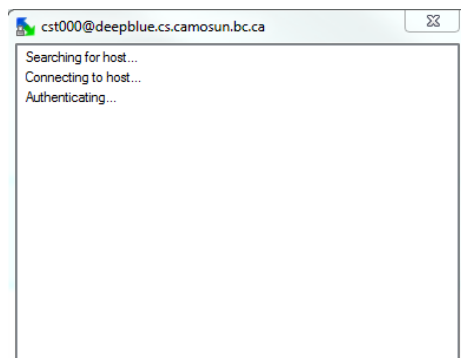 cst000@deepblue.cs.camosun.bc.ca
Searching for host...
Connecting to host...
Authenticating...